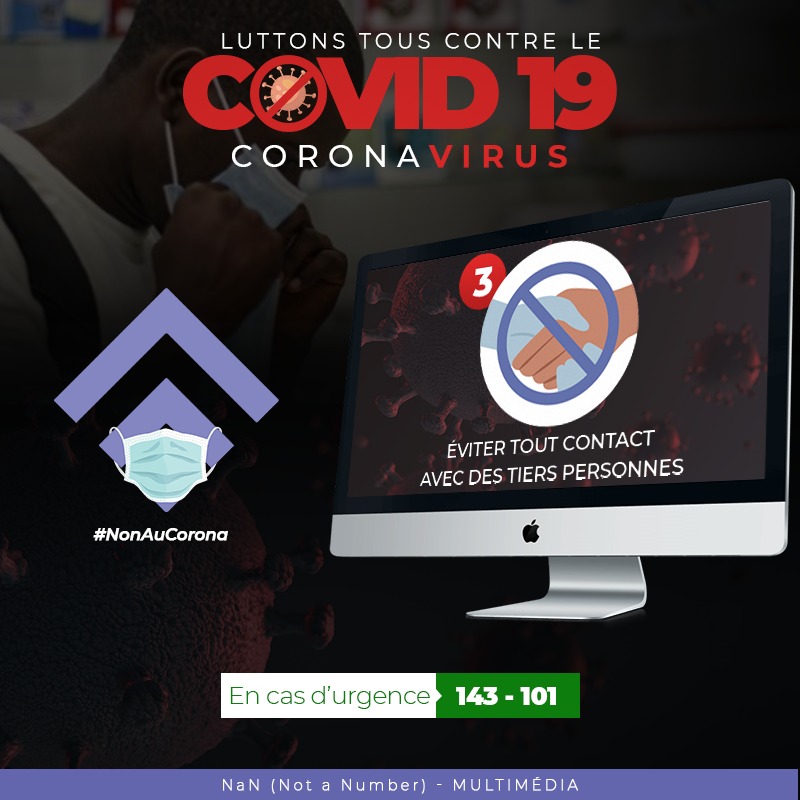 LUTTONS TOUS CONTRE LE
COVID 19
CORONAVIRUS
3
ÉVITER TOUT CONTACT
AVEC DES TIERS PERSONNES
#NonAuCorona
En cas d’urgence 143 - 101
NaN (Not a Number) - MULTIMÉDIA